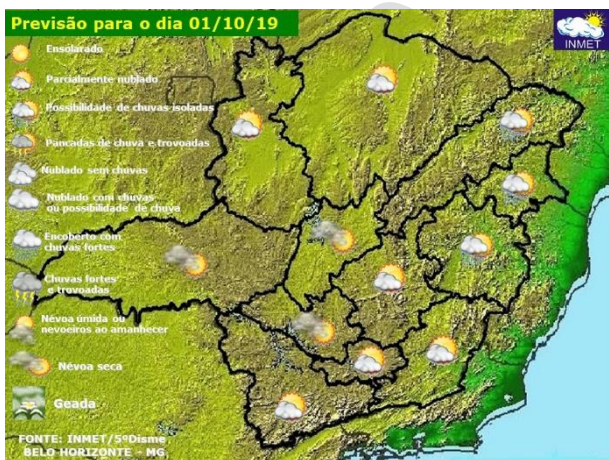 Previsão para o dia 01/10/19
INMET
Ensolarado
Parcialmente nublado
Possibilidade de chuvas isoladas
Pancadas de chuva e trovoadas
Nublado sem chuvas
Nublado com chuvas
ou possibilidade de chuva
Encoberto com
chuvas fortes
Chuvas fortes
e trovoadas
Névoa úmida ou
nevoeiros ao amanhecer
Névoa seca
Geada
FONTE: INMET/5ºDisme
BELO HORIZONTE - MG